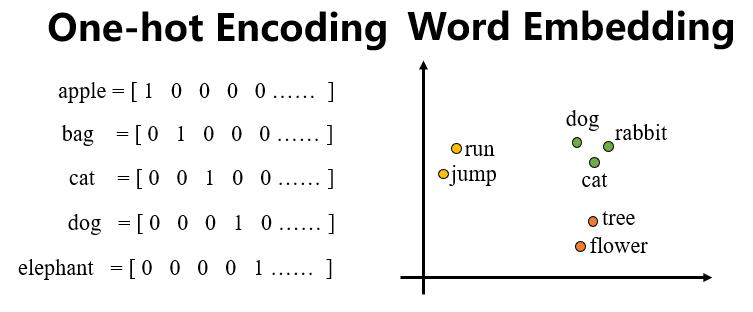 One-hot Encoding
apple = [ 1 0 0 0 0 ...... ]
bag = [ 0 1 0 0 0 ...... ]
cat = [ 0 0 1 0 0 ...... ]
dog = [ 0 0 0 1 0 ...... ]
elephant = [ 0 0 0 0 1 ...... ]
Word Embedding
dog
rabbit
run
cat
jump
tree
flower